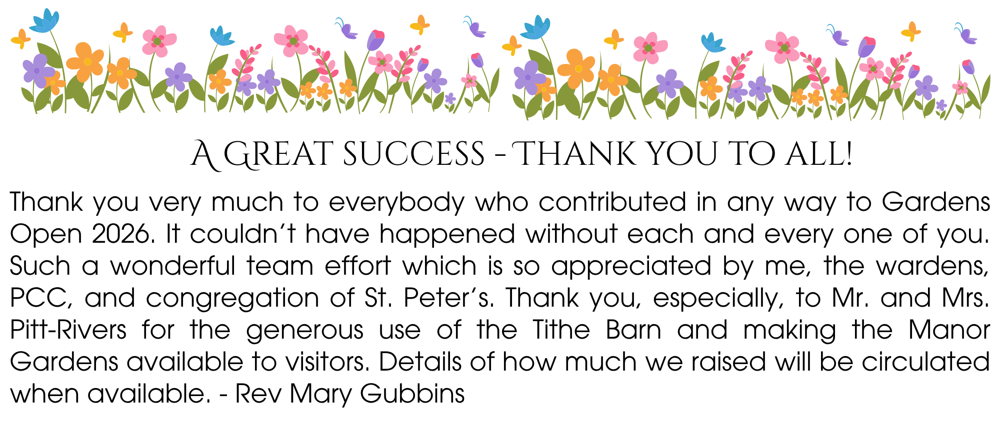 A Great success - Thank you to all!
Thank you very much to everybody who contributed in any way to Gardens
Open 2026. It couldn't have happened without each and every one of you.
Such a wonderful team effort which is so appreciated by me, the wardens,
PCC, and congregation of St. Peter's. Thank you, especially, to Mr. and Mrs.
Pitt-Rivers for the generous use of the Tithe Barn and making the Manor
Gardens available to visitors. Details of how much we raised will be circulated
when available. - Rev Mary Gubbins